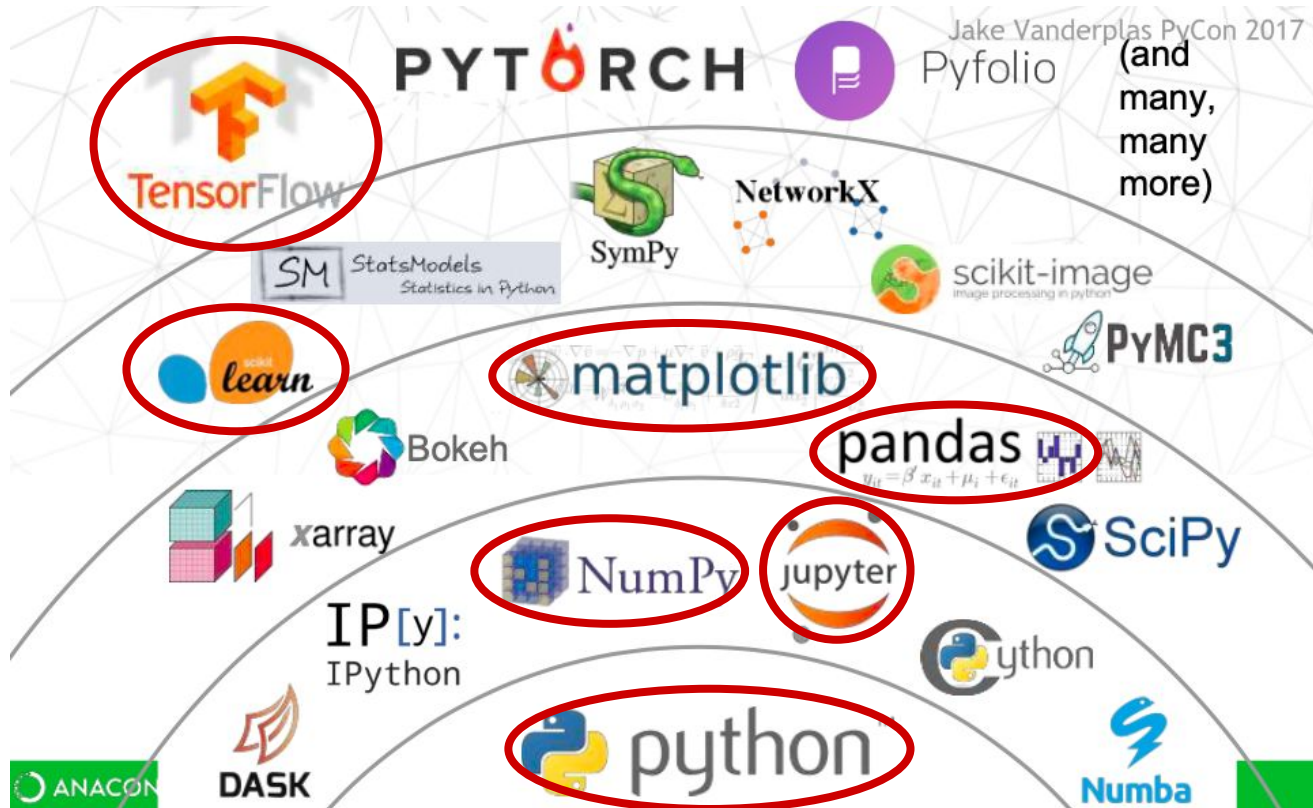 Jake Vanderplas PyCon 2017
PYTORCH
Pyfolio
(and
many,
many
more)
TensorFlow
SymPy
NetworkX
SM
StatsModels
Statistics in Python
scikit-image
image processing in python
PyMC3
scikit
learn
matplotlib
Bokeh
pandas
xarray
NumPy
jupyter
SciPy
IP[y]:
IPython
Cython
DASK
python
Numba
ANACON